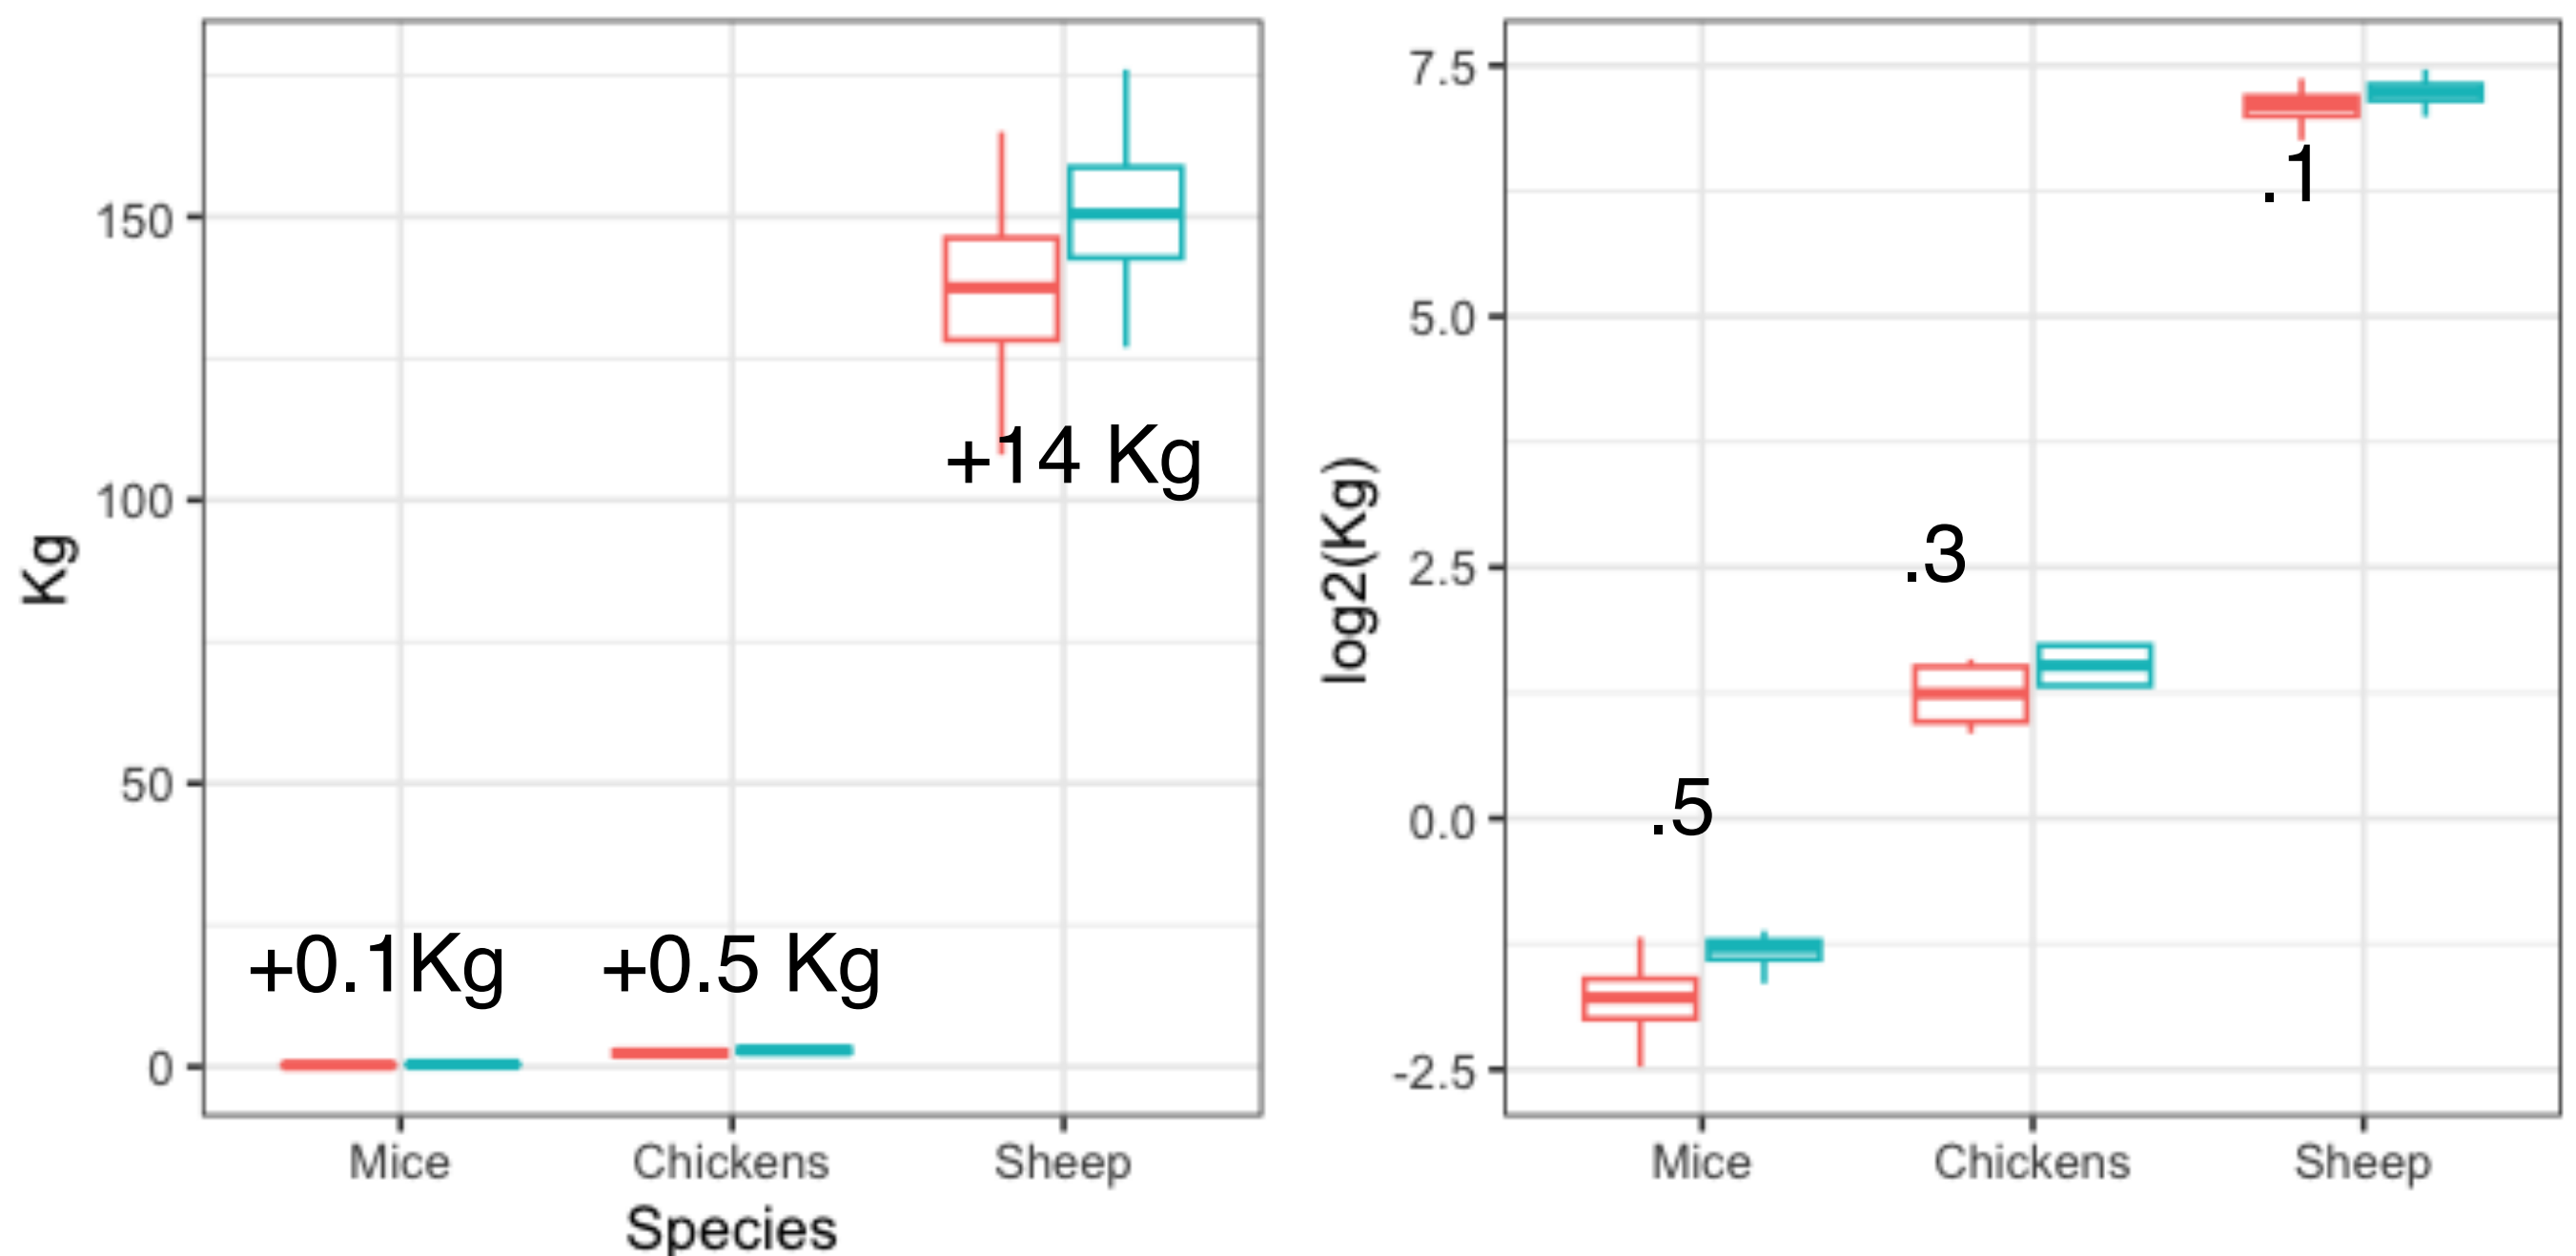 Kg
150
100
50
0
+14 Kg
+0.1Kg
+0.5 Kg
Mice
Chickens
Sheep
Species
log2(Kg)
7.5
5.0
2.5
0.0
-2.5
.1
.3
.5
Mice
Chickens
Sheep